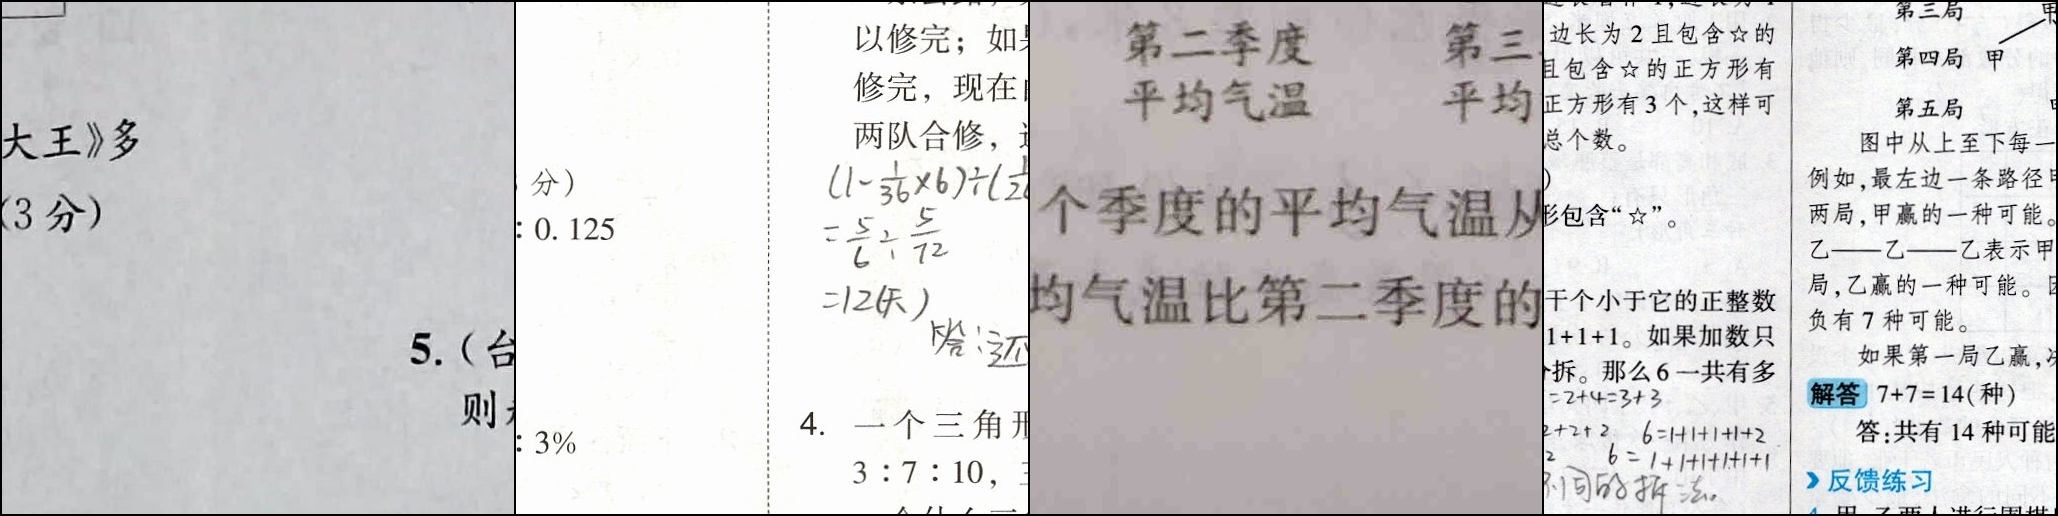 大王》多
(3 分)
5.(台
则
分)
: 0.125
: 3%
以修完；如果
修完，现在
两队合修，
(1-1/36×6)÷(
=5/6÷5/72
=12(天)
答:还
4. 一个三角形
3 : 7 : 10，
第二季度 第三
平均气温 平均
个季度的平均气温从
均气温比第二季度的
边长为 2 且包含☆的
且包含☆的正方形有
正方形有 3 个,这样可
总个数。
)
形包含“☆”。
干个小于它的正整数
1+1+1。如果加数只
拆。那么 6 一共有多
=2+4=3+3
2+2+2 6=1+1+1+1+2
2 6=1+1+1+1+1+1
不同的拆法。
第三局 甲
第四局 甲
第五局 甲
图中从上至下每一
例如,最左边一条路径甲
两局,甲赢的一种可能。
乙——乙——乙表示甲
局,乙赢的一种可能。因
负有 7 种可能。
如果第一局乙赢,
解答 7+7=14(种)
答:共有 14 种可能
反馈练习